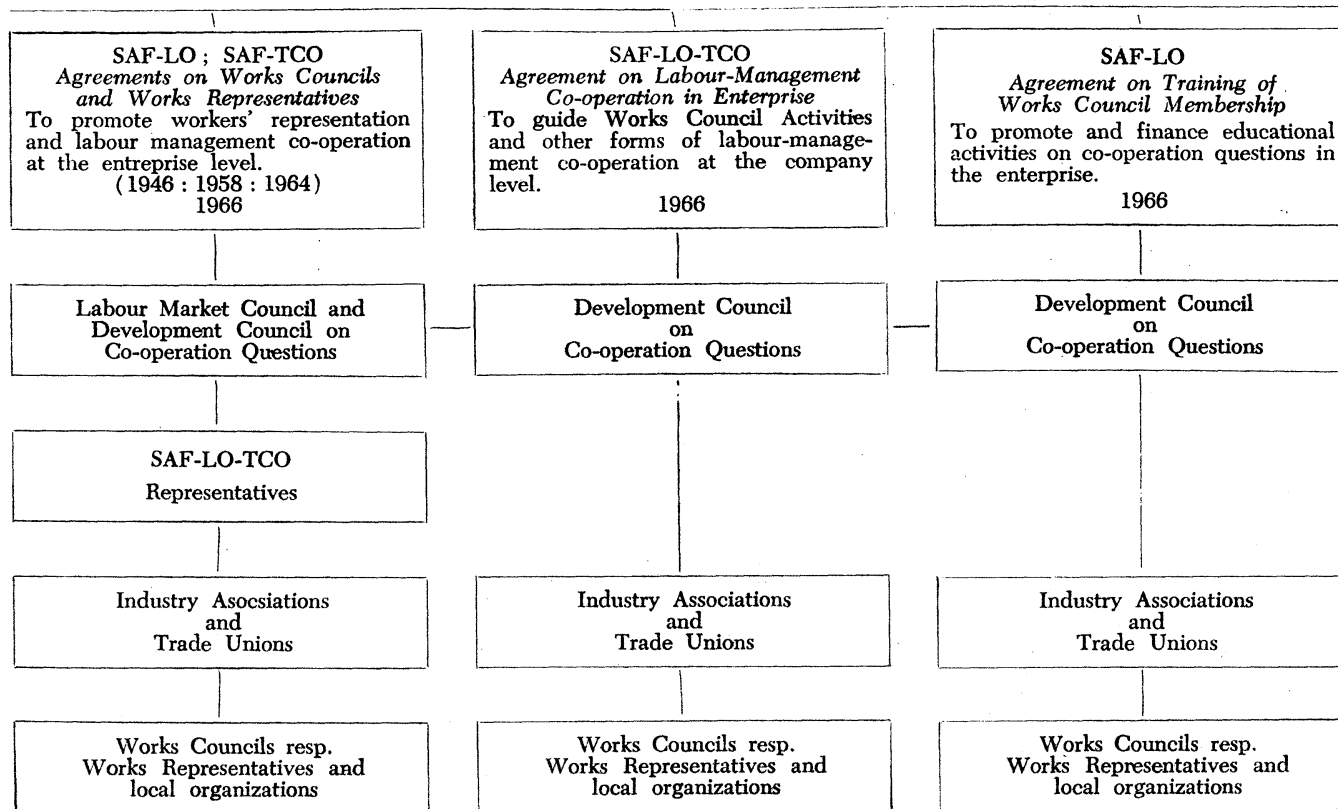 SAF-LO ; SAF-TCO
Agreements on Works Councils
and Works Representatives
To promote workers' representation
and labour management co-operation
at the entreprise level.
(1946 : 1958 : 1964)
1966
SAF-LO-TCO
Agreement on Labour-Management
Co-operation in Enterprise
To guide Works Council Activities
and other forms of labour-manage-
ment co-operation at the company
level.
1966
SAF-LO
Agreement on Training of
Works Council Membership
To promote and finance educational
activities on co-operation questions in
the enterprise.
1966
Labour Market Council and
Development Council on
Co-operation Questions
Development Council
on
Co-operation Questions
Development Council
on
Co-operation Questions
SAF-LO-TCO
Representatives
Industry Asocsiations
and
Trade Unions
Industry Associations
and
Trade Unions
Industry Associations
and
Trade Unions
Works Councils resp.
Works Representatives and
local organizations
Works Councils resp.
Works Representatives and
local organizations
Works Councils resp.
Works Representatives and
local organizations